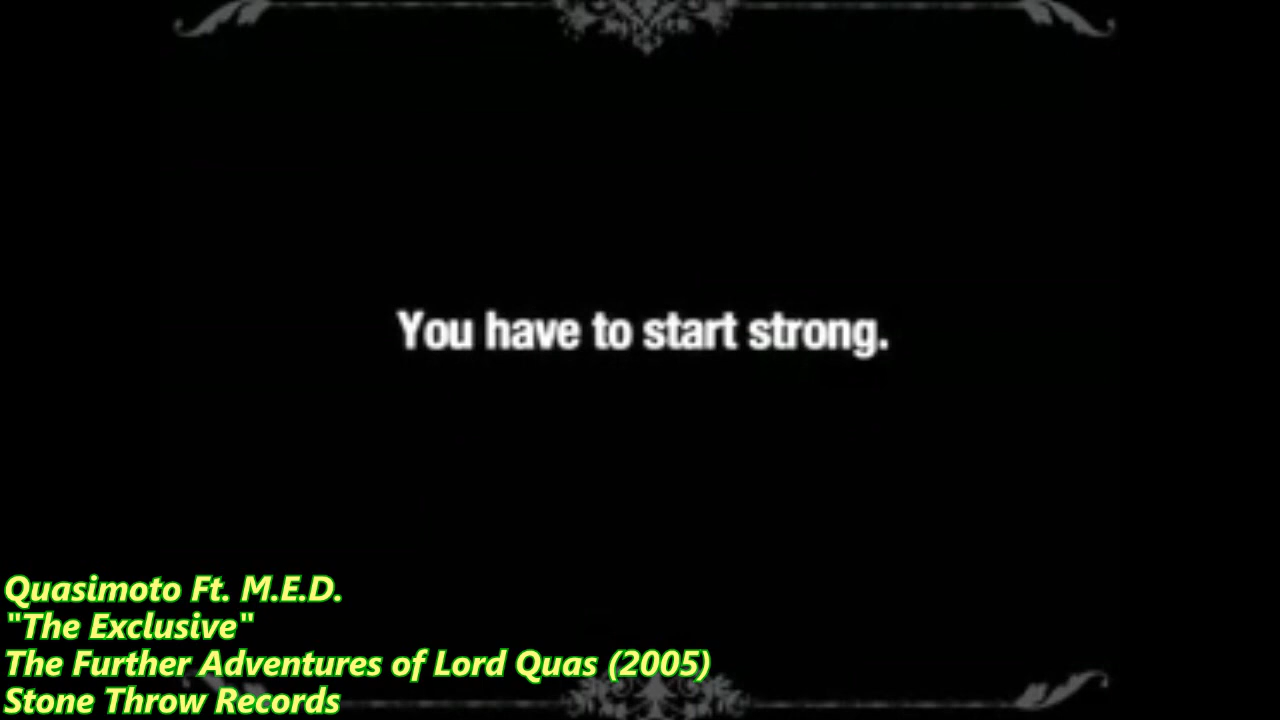 You have to start strong.
Quasimoto Ft. M.E.D.
"The Exclusive"
The Further Adventures of Lord Quas (2005)
Stone Throw Records